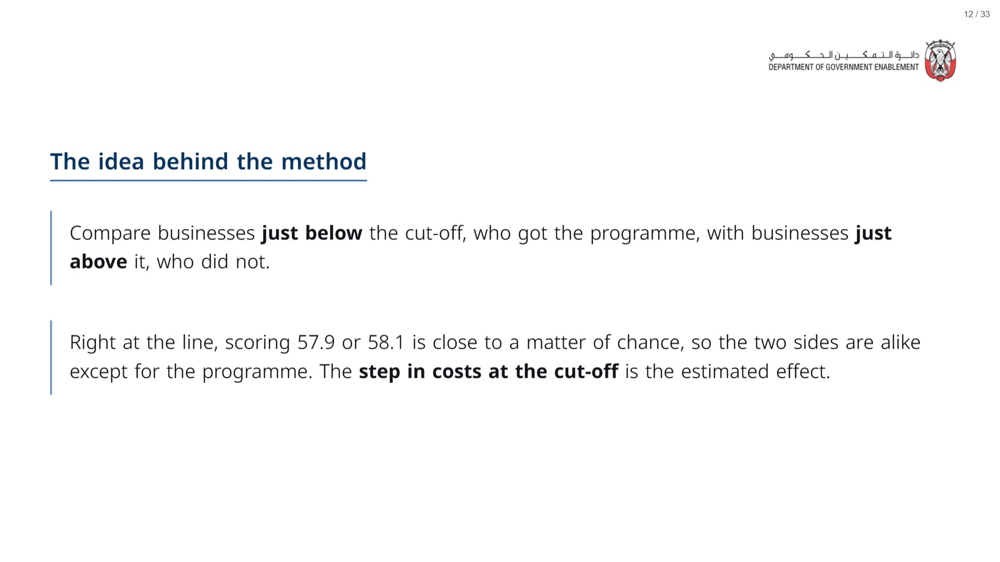 12 / 33
دائرة التمكين الحكومي
DEPARTMENT OF GOVERNMENT ENABLEMENT
The idea behind the method
Compare businesses just below the cut-off, who got the programme, with businesses just
above it, who did not.
Right at the line, scoring 57.9 or 58.1 is close to a matter of chance, so the two sides are alike
except for the programme. The step in costs at the cut-off is the estimated effect.